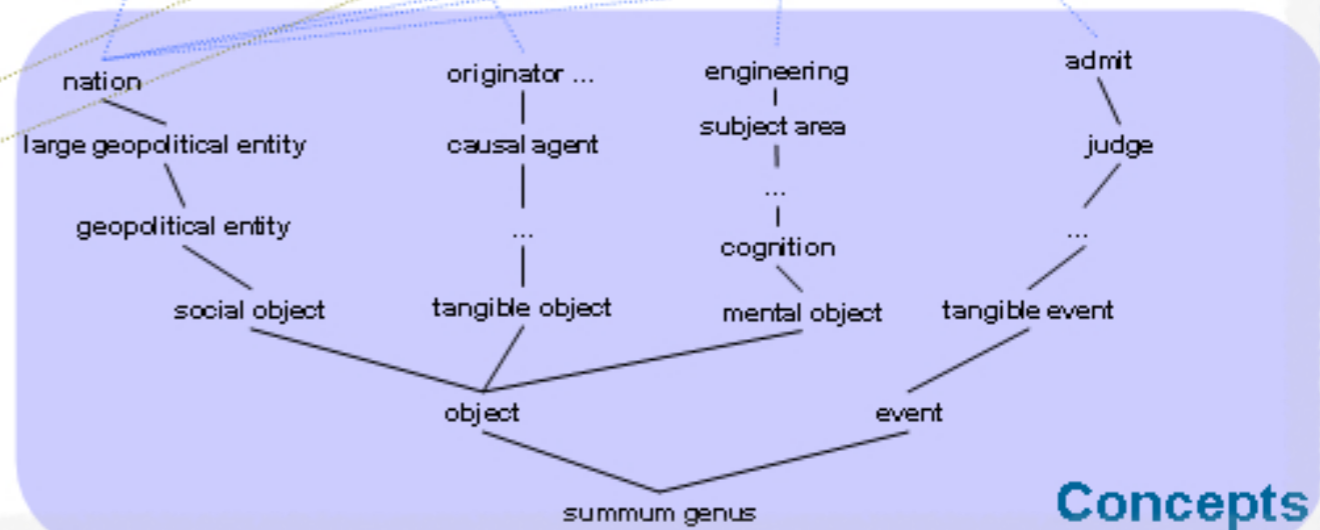 nation
originator ...
engineering
admit
large geopolitical entity
causal agent
subject area
judge
...
geopolitical entity
...
cognition
...
social object
tangible object
mental object
tangible event
object
event
summum genus
Concepts